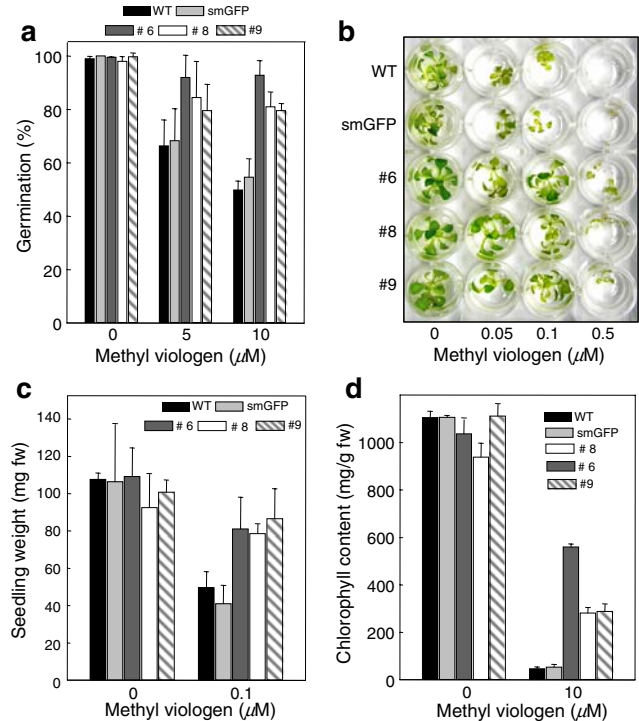 a
WT smGFP
# 6 # 8 #9
Germination (%)
100
80
60
40
20
0
0 5 10
Methyl viologen (μM)
b
WT
smGFP
#6
#8
#9
0 0.05 0.1 0.5
Methyl viologen (μM)
c
WT smGFP
# 6 # 8 #9
Seedling weight (mg fw)
140
120
100
80
60
40
20
0
0 0.1
Methyl viologen (μM)
d
WT
smGFP
# 8
# 6
#9
Chlorophyll content (mg/g fw)
1000
800
600
400
200
0
0 10
Methyl viologen (μM)